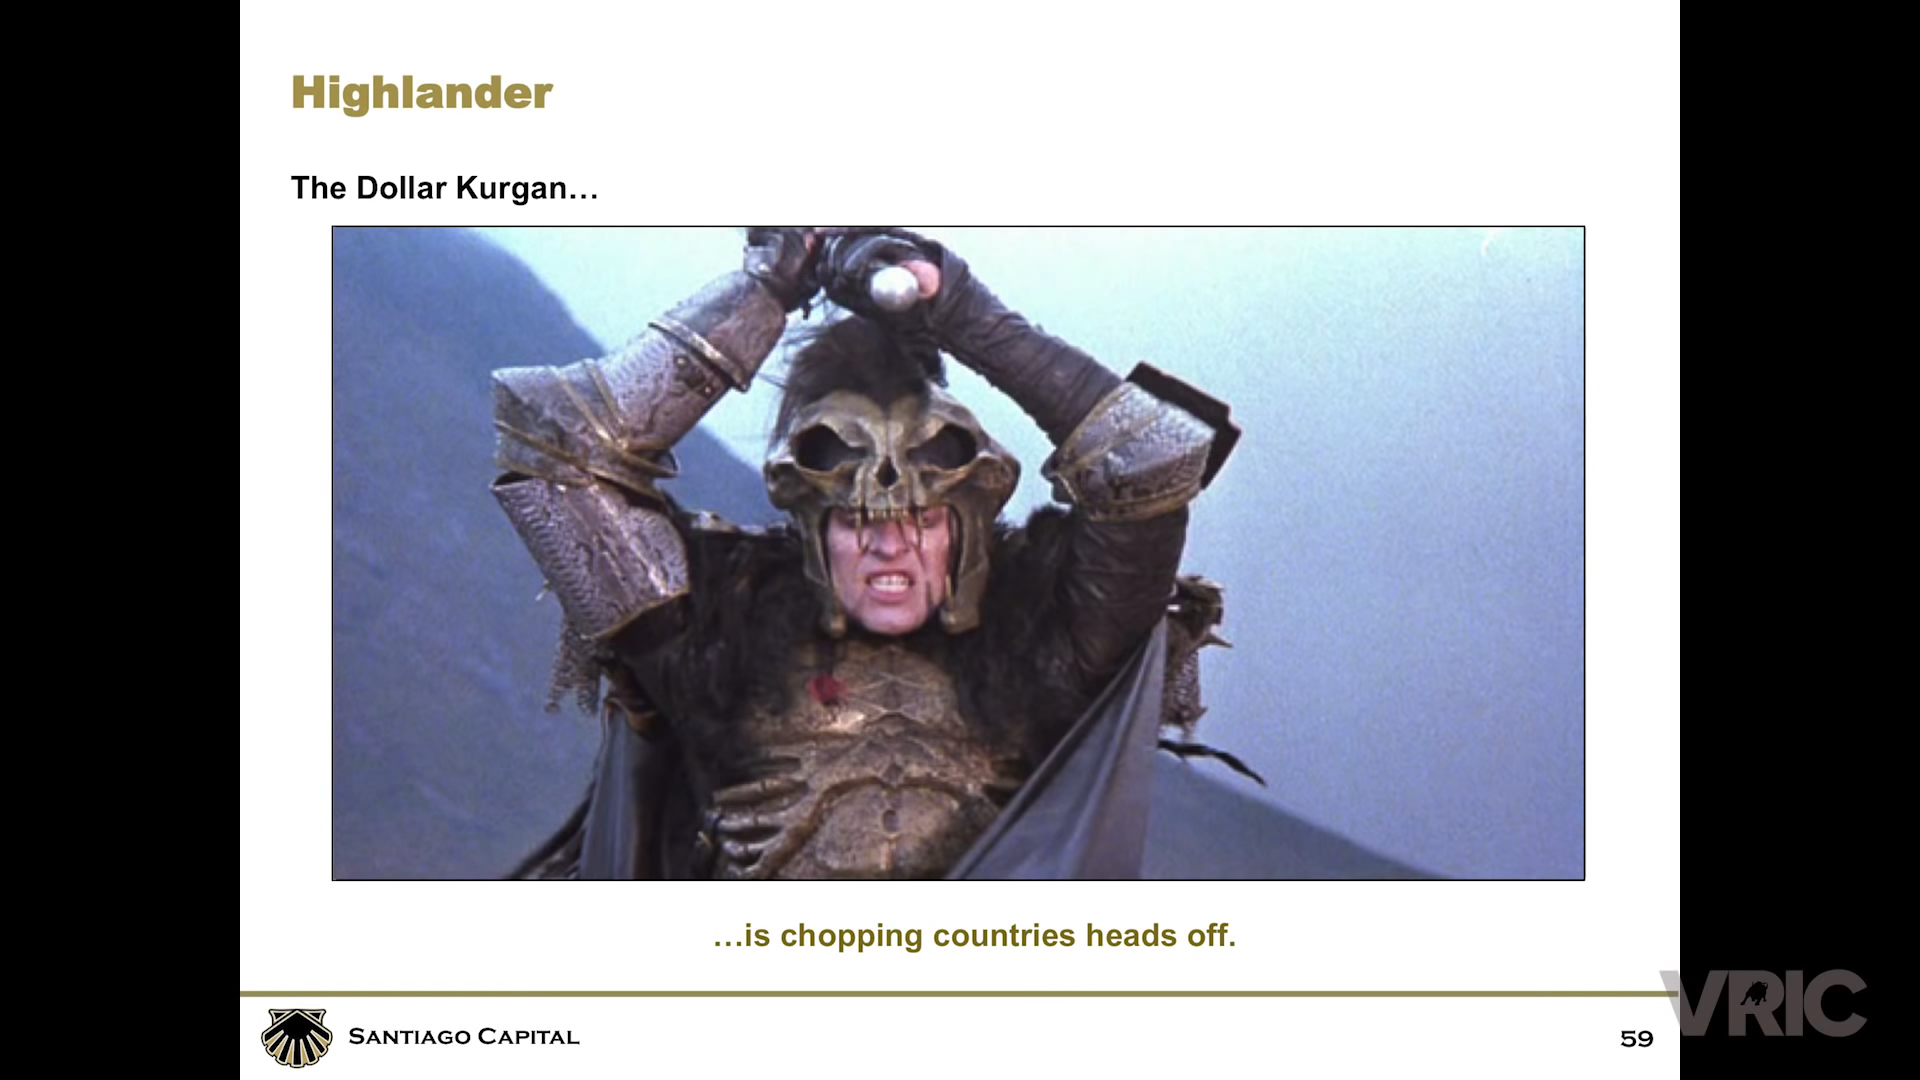 Highlander
The Dollar Kurgan…
…is chopping countries heads off.
SANTIAGO CAPITAL
59
VRIC